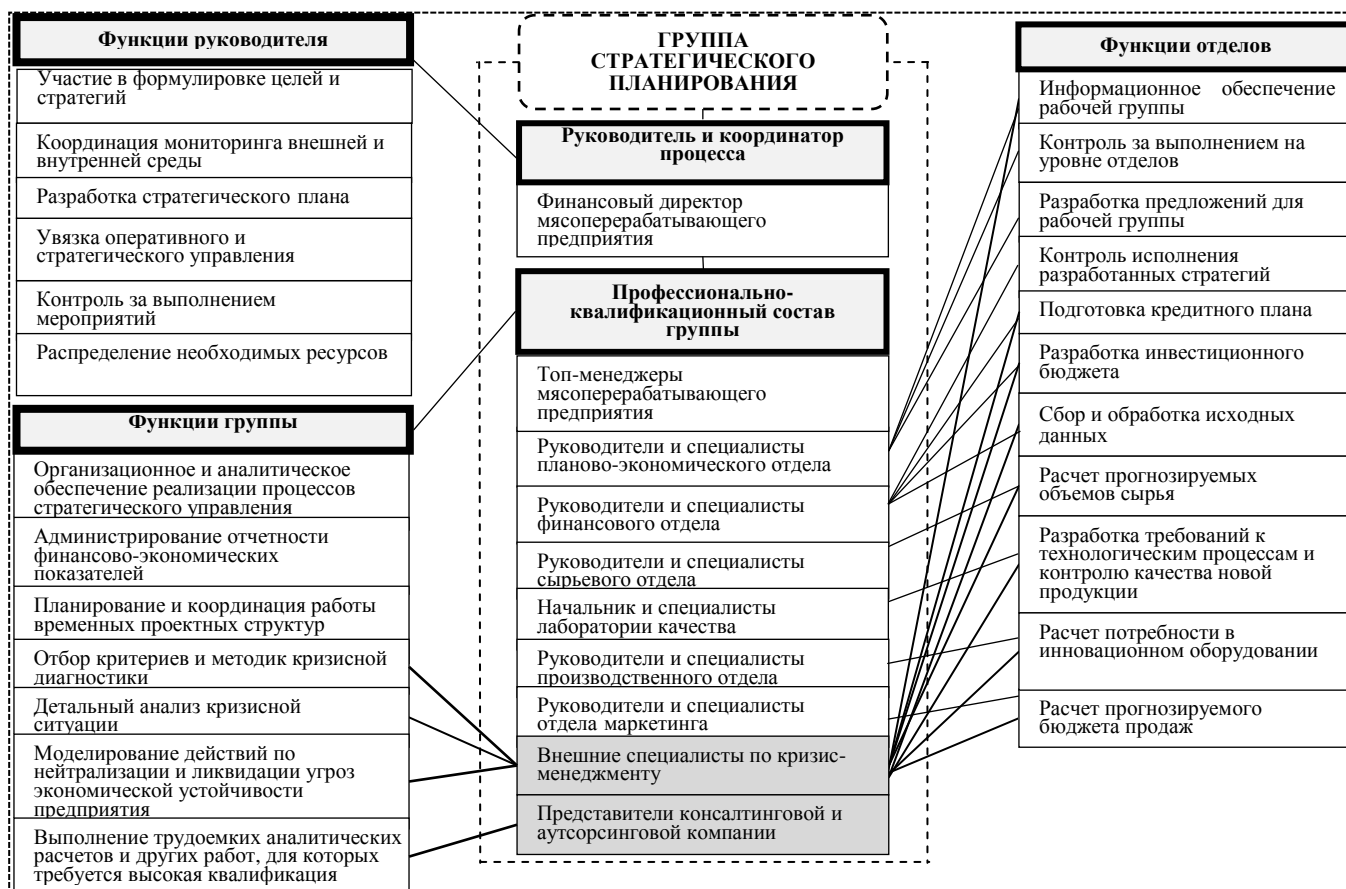 Функции руководителя
Участие в формулировке целей и
стратегий
Координация мониторинга внешней и
внутренней среды
Разработка стратегического плана
Увязка оперативного и
стратегического управления
Контроль за выполнением
мероприятий
Распределение необходимых ресурсов
Функции группы
Организационное и аналитическое
обеспечение реализации процессов
стратегического управления
Администрирование отчетности
финансово-экономических
показателей
Планирование и координация работы
временных проектных структур
Отбор критериев и методик кризисной
диагностики
Детальный анализ кризисной
ситуации
Моделирование действий по
нейтрализации и ликвидации угроз
экономической устойчивости
предприятия
Выполнение трудоемких аналитических
расчетов и других работ, для которых
требуется высокая квалификация
ГРУППА
СТРАТЕГИЧЕСКОГО
ПЛАНИРОВАНИЯ
Руководитель и координатор
процесса
Финансовый директор
мясоперерабатывающего
предприятия
Профессионально-
квалификационный состав
группы
Топ-менеджеры
мясоперерабатывающего
предприятия
Руководители и специалисты
планово-экономического отдела
Руководители и специалисты
финансового отдела
Руководители и специалисты
сырьевого отдела
Начальник и специалисты
лаборатории качества
Руководители и специалисты
производственного отдела
Руководители и специалисты
отдела маркетинга
Внешние специалисты по кризис-
менеджменту
Представители консалтинговой и
аутсорсинговой компании
Функции отделов
Информационное обеспечение
рабочей группы
Контроль за выполнением на
уровне отделов
Разработка предложений для
рабочей группы
Контроль исполнения
разработанных стратегий
Подготовка кредитного плана
Разработка инвестиционного
бюджета
Сбор и обработка исходных
данных
Расчет прогнозируемых
объемов сырья
Разработка требований к
технологическим процессам и
контролю качества новой
продукции
Расчет потребности в
инновационном оборудовании
Расчет прогнозируемого
бюджета продаж